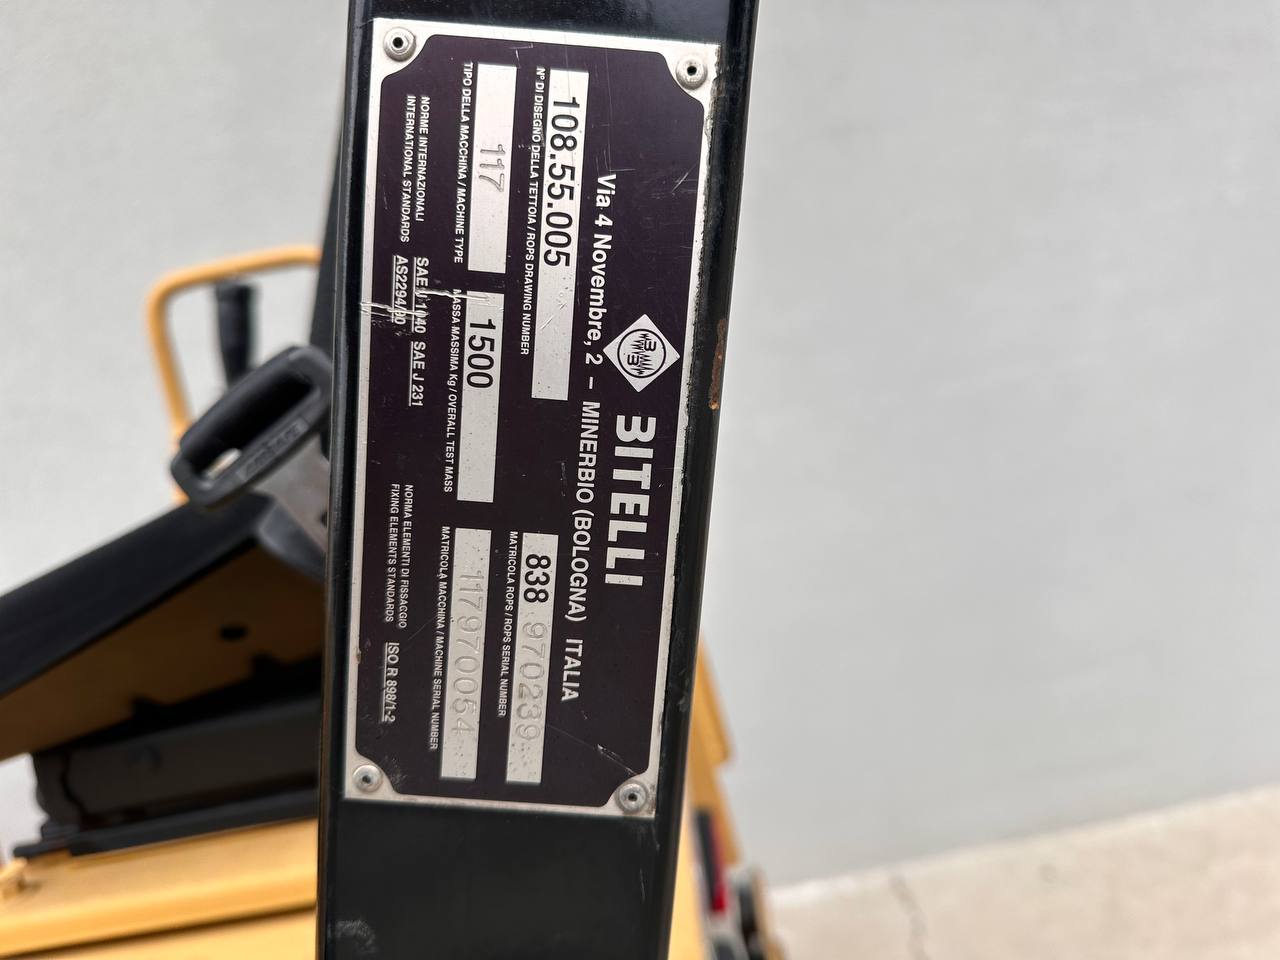 BITELLI
Via 4 Novembre, 2 – MINERBIO (BOLOGNA) ITALIA
108.55.005
N° DI DISEGNO DELLA TETTOIA / ROPS DRAWING NUMBER
838 970239
MATRICOLA ROPS / ROPS SERIAL NUMBER
117
TIPO DELLA MACCHINA / MACHINE TYPE
1500
MASSA MASSIMA Kg / OVERALL TEST MASS
117970054
MATRICOLA MACCHINA / MACHINE SERIAL NUMBER
NORME INTERNAZIONALI
INTERNATIONAL STANDARDS
SAE J 1040 SAE J 231
AS2294/90
NORMA ELEMENTI DI FISSAGGIO
FIXING ELEMENTS STANDARDS
ISO R 898/1-2